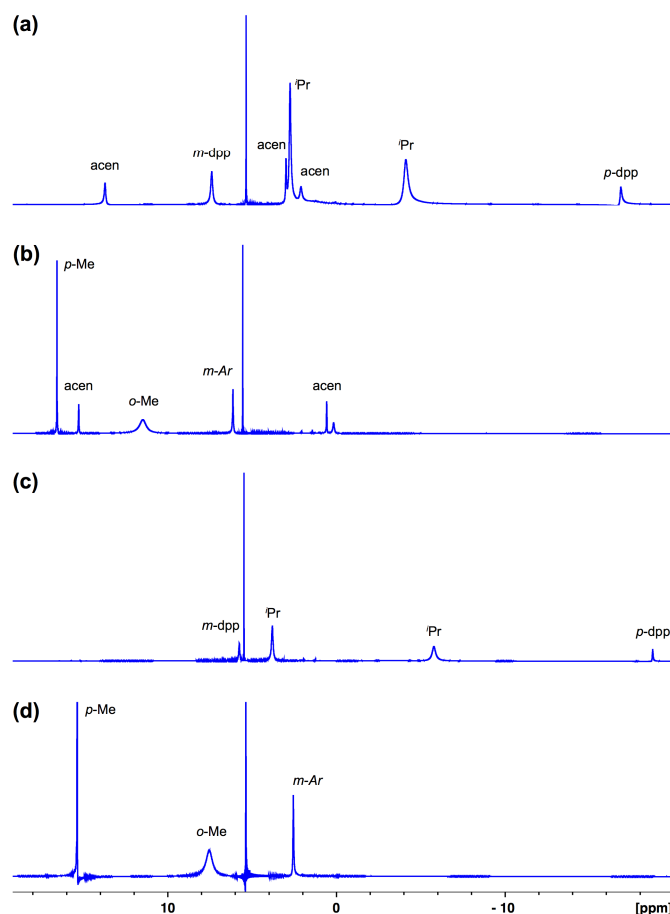 (a)
acen
m-dpp
acen
iPr
acen
iPr
p-dpp
(b)
p-Me
acen
o-Me
m-Ar
acen
(c)
m-dpp
iPr
iPr
p-dpp
(d)
p-Me
o-Me
m-Ar
10
0
- 10
[ppm]